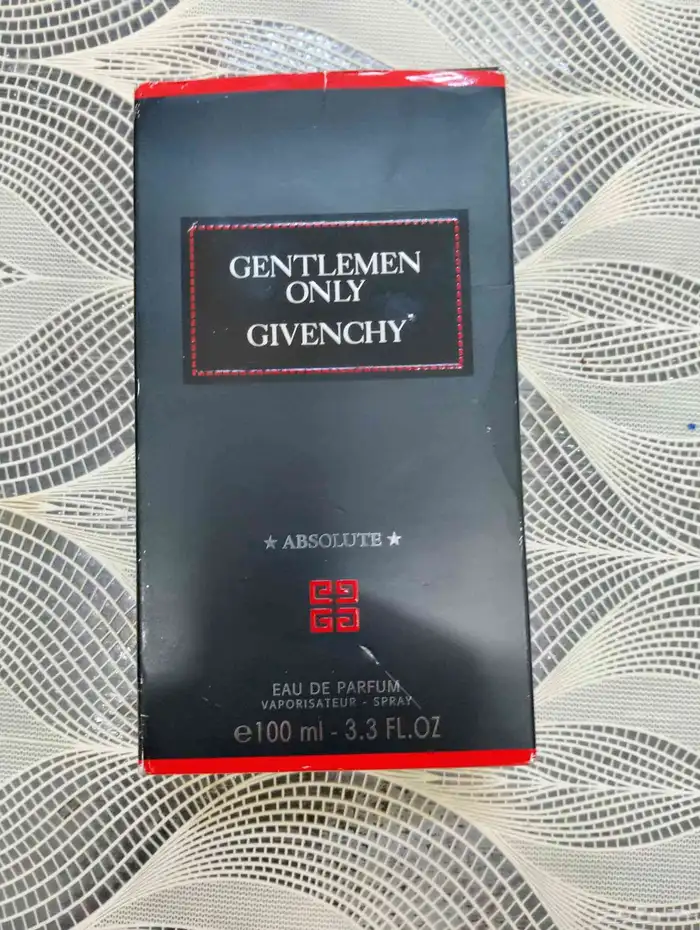 GENTLEMEN
ONLY
GIVENCHY
★ ABSOLUTE ★
EAU DE PARFUM
VAPORISATEUR - SPRAY
℮100 ml - 3.3 FL.OZ